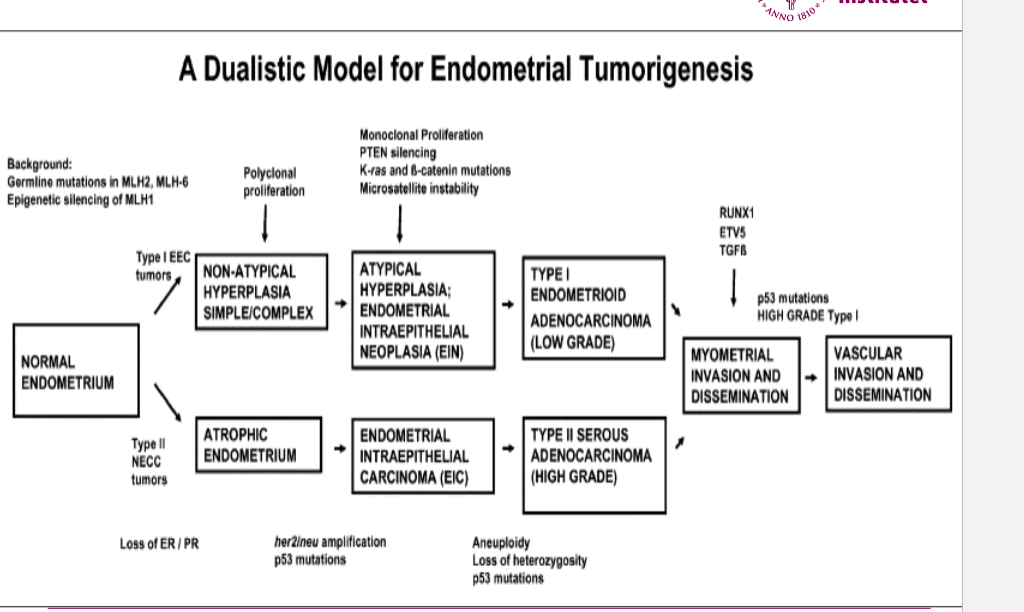 ANNO 1810
A Dualistic Model for Endometrial Tumorigenesis
Background:
Germline mutations in MLH2, MLH-6
Epigenetic silencing of MLH1
Polyclonal
proliferation
Monoclonal Proliferation
PTEN silencing
K-ras and ß-catenin mutations
Microsatellite instability
RUNX1
ETV5
TGFß
p53 mutations
HIGH GRADE Type I
Type I EEC
tumors
NON-ATYPICAL
HYPERPLASIA
SIMPLE/COMPLEX
ATYPICAL
HYPERPLASIA;
ENDOMETRIAL
INTRAEPITHELIAL
NEOPLASIA (EIN)
TYPE I
ENDOMETRIOID
ADENOCARCINOMA
(LOW GRADE)
NORMAL
ENDOMETRIUM
MYOMETRIAL
INVASION AND
DISSEMINATION
VASCULAR
INVASION AND
DISSEMINATION
Type II
NECC
tumors
ATROPHIC
ENDOMETRIUM
ENDOMETRIAL
INTRAEPITHELIAL
CARCINOMA (EIC)
TYPE II SEROUS
ADENOCARCINOMA
(HIGH GRADE)
Loss of ER / PR
her2/neu amplification
p53 mutations
Aneuploidy
Loss of heterozygosity
p53 mutations